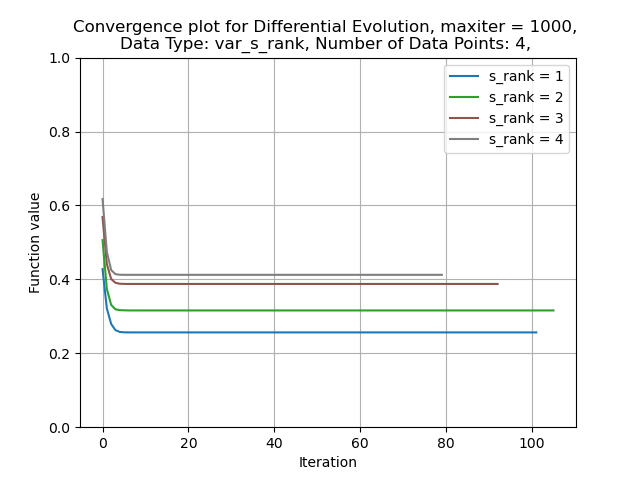 Convergence plot for Differential Evolution, maxiter = 1000,
Data Type: var_s_rank, Number of Data Points: 4,
1.0
0.8
0.6
0.4
0.2
0.0
Function value
s_rank = 1
s_rank = 2
s_rank = 3
s_rank = 4
0 20 40 60 80 100
Iteration